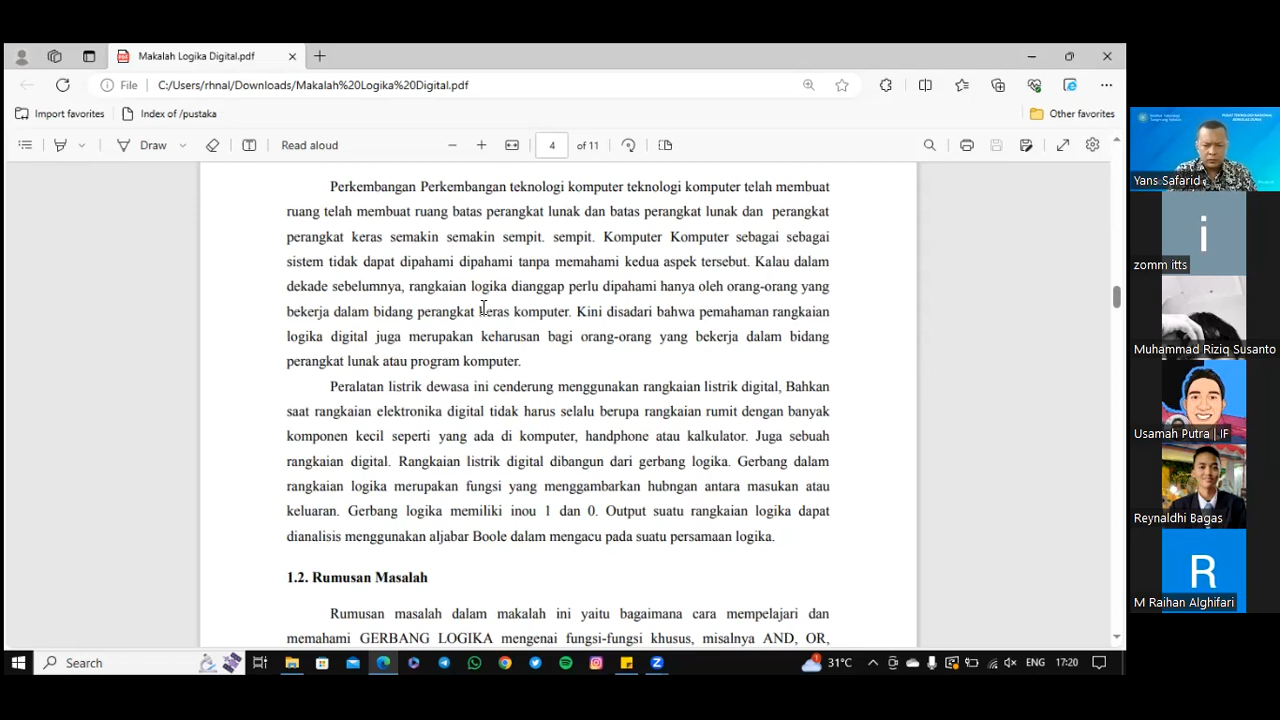 Makalah Logika Digital.pdf
File
C:/Users/rhnal/Downloads/Makalah%20Logika%20Digital.pdf
Import favorites
Index of /pustaka
Other favorites
Draw
Read aloud
4
of 11
Perkembangan Perkembangan teknologi komputer teknologi komputer telah membuat
ruang telah membuat ruang batas perangkat lunak dan batas perangkat lunak dan perangkat
perangkat keras semakin semakin sempit. sempit. Komputer Komputer sebagai sebagai
sistem tidak dapat dipahami dipahami tanpa memahami kedua aspek tersebut. Kalau dalam
dekade sebelumnya, rangkaian logika dianggap perlu dipahami hanya oleh orang-orang yang
bekerja dalam bidang perangkat keras komputer. Kini disadari bahwa pemahaman rangkaian
logika digital juga merupakan keharusan bagi orang-orang yang bekerja dalam bidang
perangkat lunak atau program komputer.
Peralatan listrik dewasa ini cenderung menggunakan rangkaian listrik digital, Bahkan
saat rangkaian elektronika digital tidak harus selalu berupa rangkaian rumit dengan banyak
komponen kecil seperti yang ada di komputer, handphone atau kalkulator. Juga sebuah
rangkaian digital. Rangkaian listrik digital dibangun dari gerbang logika. Gerbang dalam
rangkaian logika merupakan fungsi yang menggambarkan hubngan antara masukan atau
keluaran. Gerbang logika memiliki inou 1 dan 0. Output suatu rangkaian logika dapat
dianalisis menggunakan aljabar Boole dalam mengacu pada suatu persamaan logika.
1.2. Rumusan Masalah
Rumusan masalah dalam makalah ini yaitu bagaimana cara mempelajari dan
memahami GERBANG LOGIKA mengenai fungsi-fungsi khusus, misalnya AND, OR,
Search
31°C
ENG
17:20
Yans Safarid
i
zomm itts
Muhammad Riziq Susanto
Usamah Putra | IF
Reynaldhi Bagas
R
M Raihan Alghifari